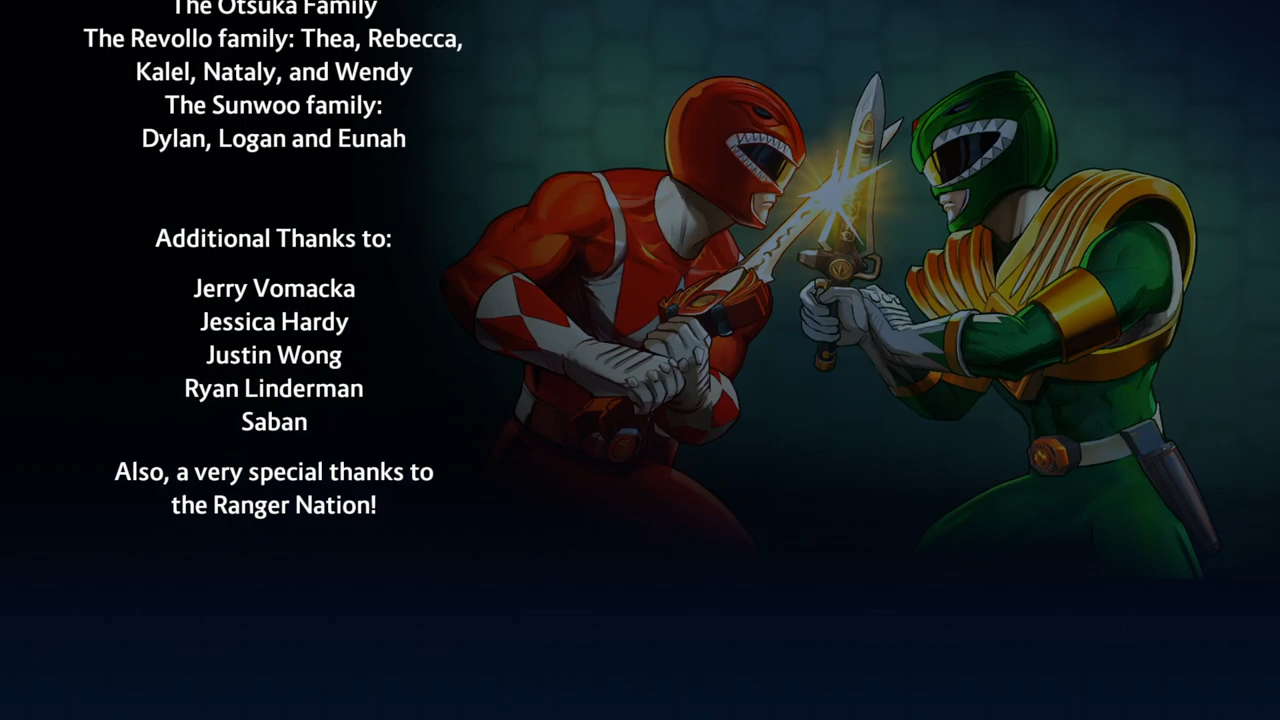 The Otsuka Family
The Revollo family: Thea, Rebecca,
Kalel, Nataly, and Wendy
The Sunwoo family:
Dylan, Logan and Eunah
Additional Thanks to:
Jerry Vomacka
Jessica Hardy
Justin Wong
Ryan Linderman
Saban
Also, a very special thanks to
the Ranger Nation!